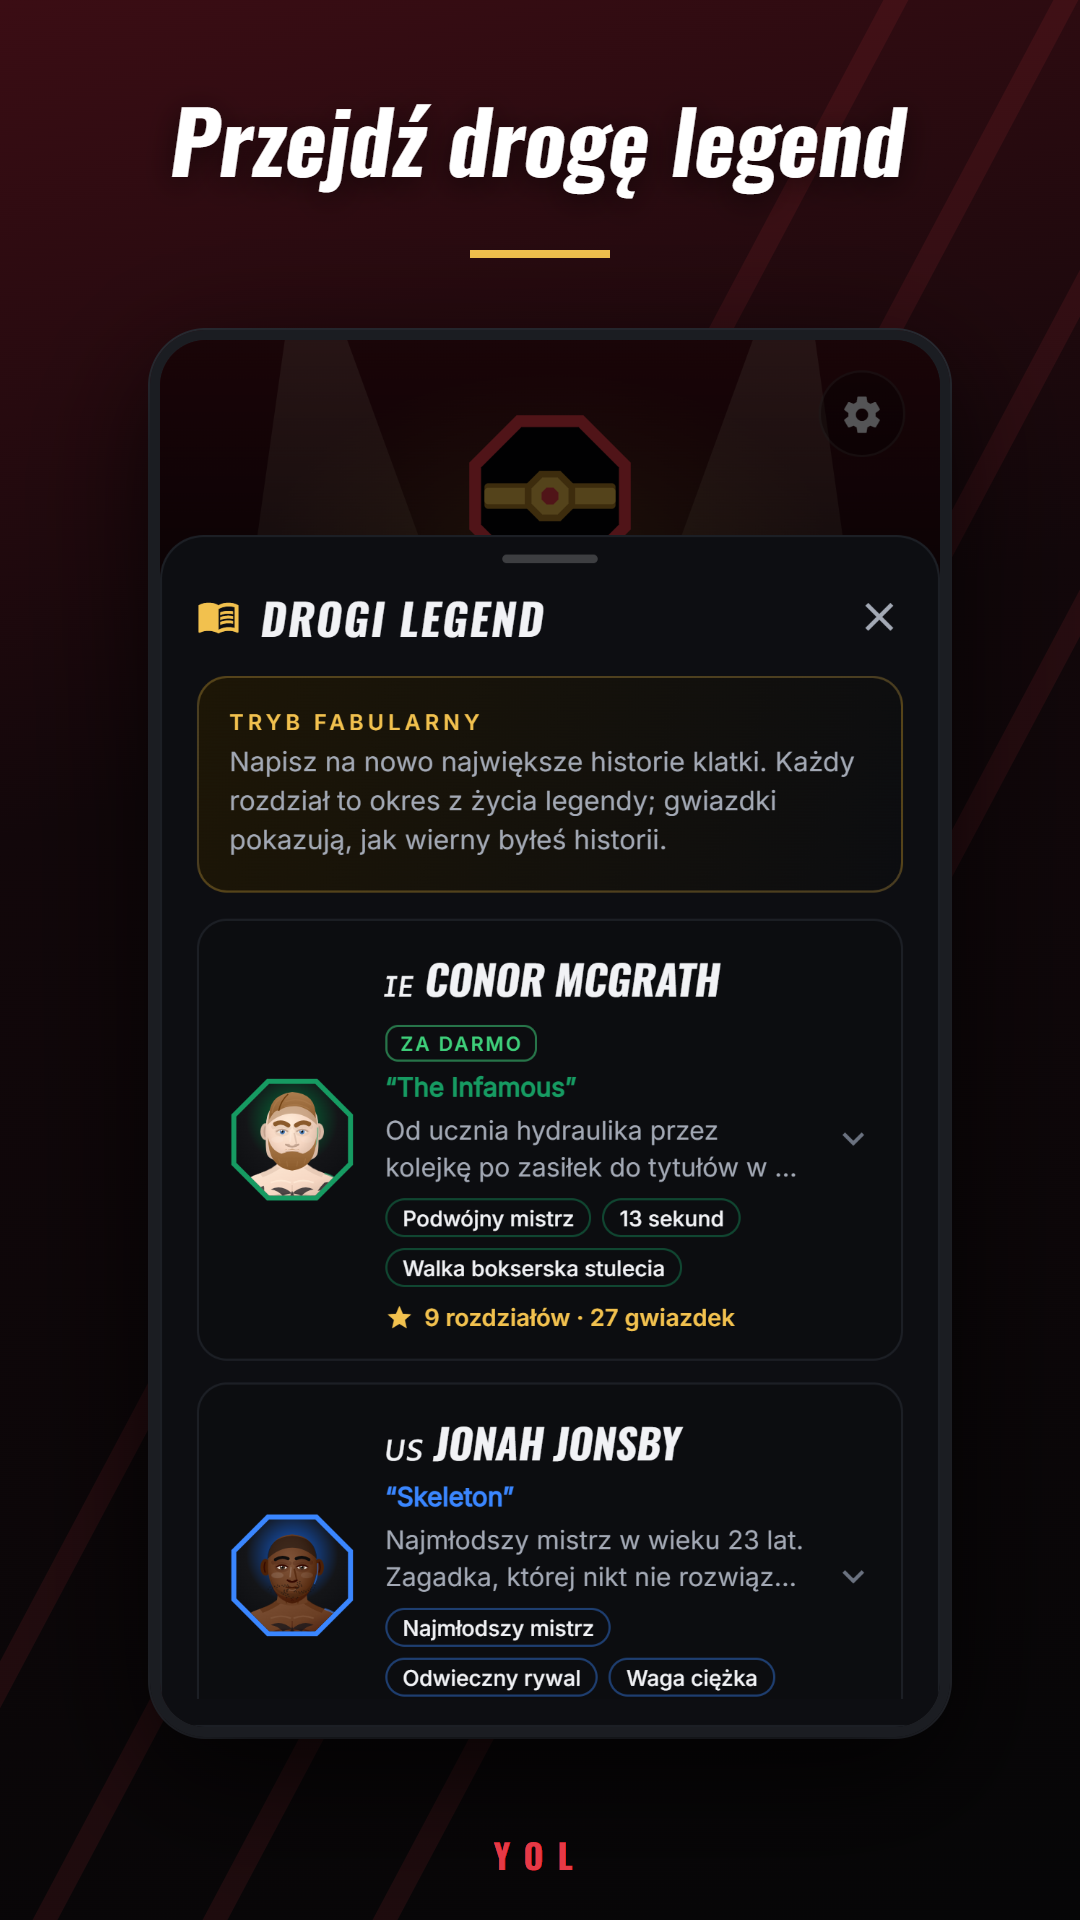 Przejdź drogę legend
DROGI LEGEND
TRYB FABULARNY
Napisz na nowo największe historie klatki. Każdy
rozdział to okres z życia legendy; gwiazdki
pokazują, jak wierny byłeś historii.
IE CONOR MCGRATH
ZA DARMO
“The Infamous”
Od ucznia hydraulika przez
kolejkę po zasiłek do tytułów w ...
Podwójny mistrz
13 sekund
Walka bokserska stulecia
9 rozdziałów · 27 gwiazdek
US JONAH JONSBY
“Skeleton”
Najmłodszy mistrz w wieku 23 lat.
Zagadka, której nikt nie rozwiąz...
Najmłodszy mistrz
Odwieczny rywal
Waga ciężka
YOL